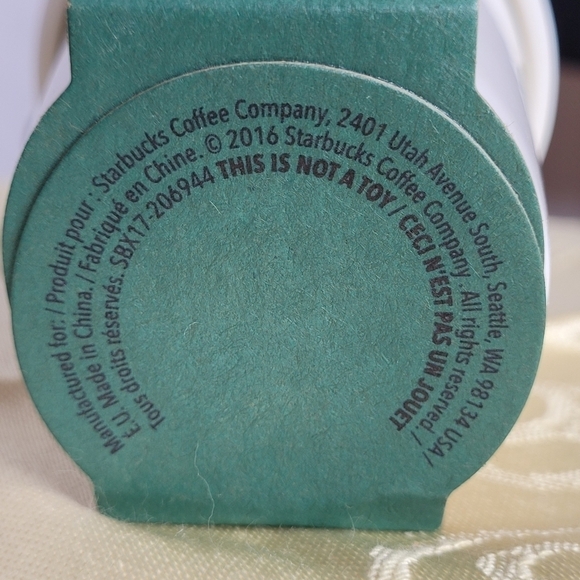 Manufactured for: / Produit pour : Starbucks Coffee Company, 2401 Utah Avenue South, Seattle, WA 98134 USA /
É.U. Made in China. / Fabriqué en Chine. © 2016 Starbucks Coffee Company. All rights reserved. /
Tous droits réservés. SBX17-206944 THIS IS NOT A TOY / CECI N'EST PAS UN JOUET